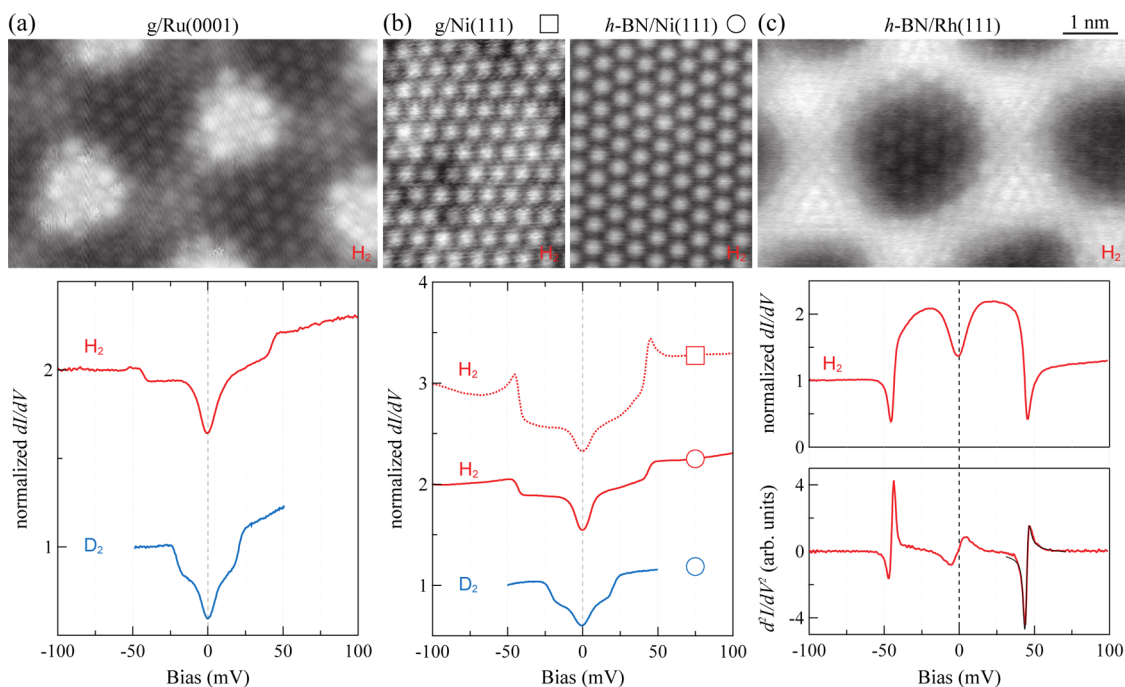 (a) g/Ru(0001)
H₂
(b) g/Ni(111) □ h-BN/Ni(111) ○
H₂ H₂
(c) h-BN/Rh(111) 1 nm
H₂
normalized dI/dV
2
1
H₂
D₂
-100 -50 0 50 100
Bias (mV)
normalized dI/dV
4
3
2
1
0
H₂
H₂
D₂
-100 -50 0 50 100
Bias (mV)
normalized dI/dV
2
1
0
H₂
d²I/dV² (arb. units)
4
0
-4
-100 -50 0 50 100
Bias (mV)